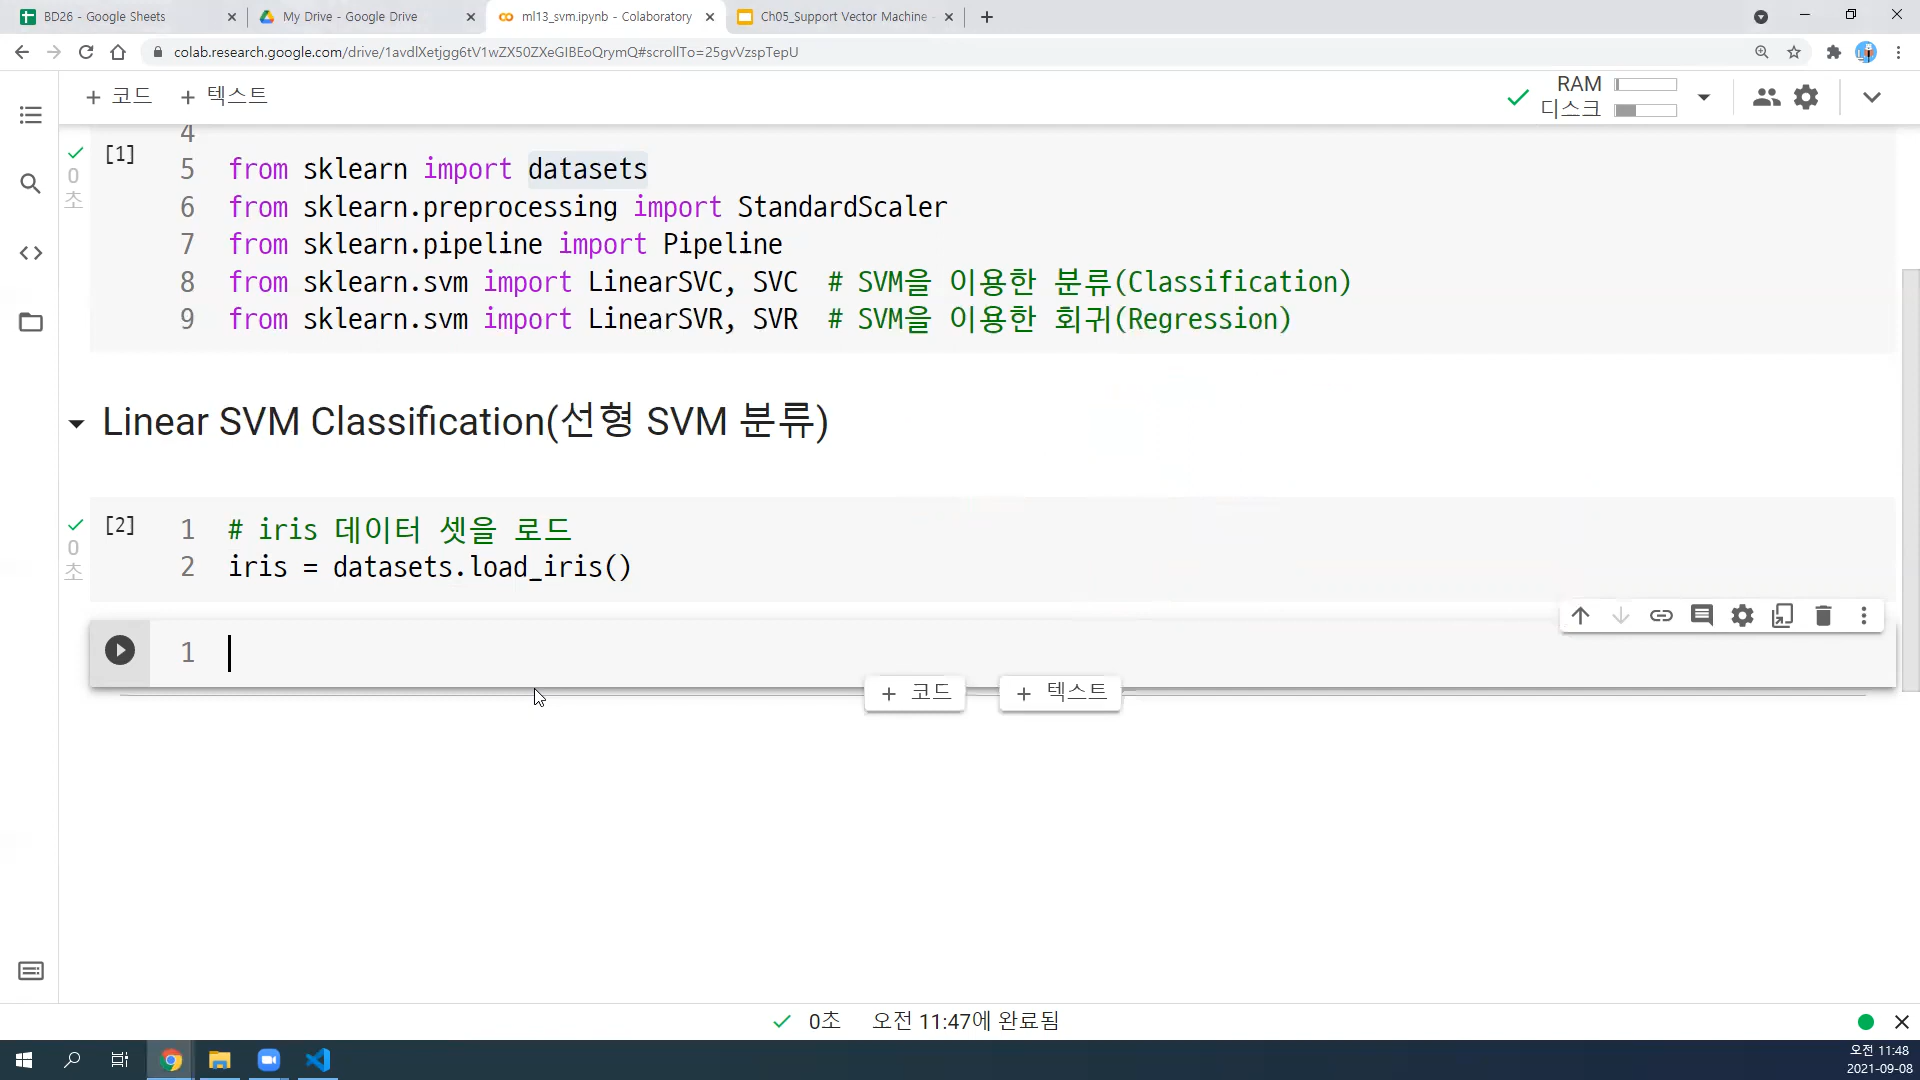 BD26 - Google Sheets
My Drive - Google Drive
ml13_svm.ipynb - Colaboratory
Ch05_Support Vector Machine -
colab.research.google.com/drive/1avdlXetjgg6tV1wZX50ZXeGIBEoQrymQ#scrollTo=25gvVzspTepU
+ 코드 + 텍스트
RAM
디스크
4
[1]
0
초
5 from sklearn import datasets
6 from sklearn.preprocessing import StandardScaler
7 from sklearn.pipeline import Pipeline
8 from sklearn.svm import LinearSVC, SVC # SVM을 이용한 분류(Classification)
9 from sklearn.svm import LinearSVR, SVR # SVM을 이용한 회귀(Regression)
Linear SVM Classification(선형 SVM 분류)
[2]
0
초
1 # iris 데이터 셋을 로드
2 iris = datasets.load_iris()
1
+ 코드 + 텍스트
0초 오전 11:47에 완료됨
오전 11:48
2021-09-08